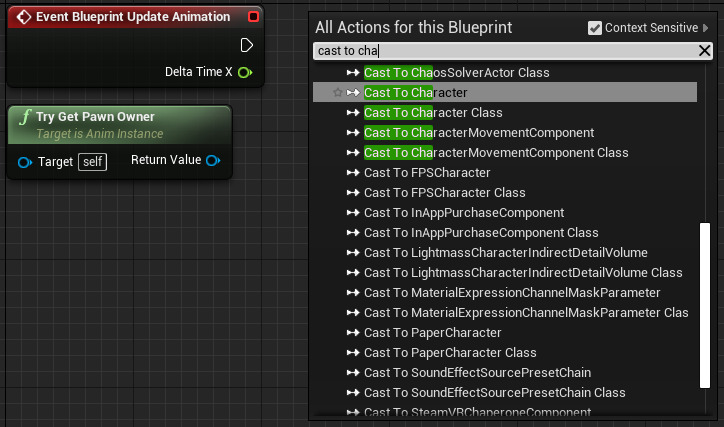 Event Blueprint Update Animation
Delta Time X
Try Get Pawn Owner
Target is Anim Instance
Target self Return Value
All Actions for this Blueprint
Context Sensitive
cast to cha
Cast To ChaosSolverActor Class
Cast To Character
Cast To Character Class
Cast To CharacterMovementComponent
Cast To CharacterMovementComponent Class
Cast To FPSCharacter
Cast To FPSCharacter Class
Cast To InAppPurchaseComponent
Cast To InAppPurchaseComponent Class
Cast To LightmassCharacterIndirectDetailVolume
Cast To LightmassCharacterIndirectDetailVolume Class
Cast To MaterialExpressionChannelMaskParameter
Cast To MaterialExpressionChannelMaskParameter Clas
Cast To PaperCharacter
Cast To PaperCharacter Class
Cast To SoundEffectSourcePresetChain
Cast To SoundEffectSourcePresetChain Class
Cast To SteamVRChaperoneComponent